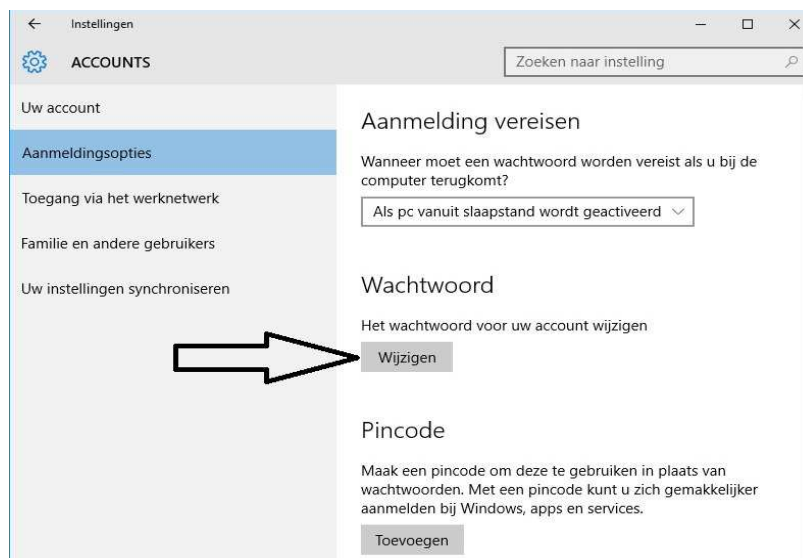 Instellingen
ACCOUNTS
Zoeken naar instelling
Uw account
Aanmeldingsopties
Toegang via het werknetwerk
Familie en andere gebruikers
Uw instellingen synchroniseren
Aanmelding vereisen
Wanneer moet een wachtwoord worden vereist als u bij de
computer terugkomt?
Als pc vanuit slaapstand wordt geactiveerd
Wachtwoord
Het wachtwoord voor uw account wijzigen
Wijzigen
Pincode
Maak een pincode om deze te gebruiken in plaats van
wachtwoorden. Met een pincode kunt u zich gemakkelijker
aanmelden bij Windows, apps en services.
Toevoegen